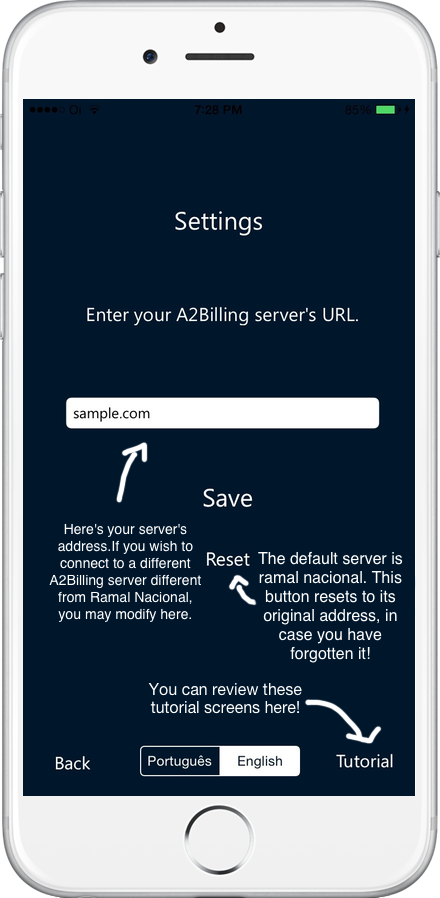 7:28 PM 85%
Settings
Enter your A2Billing server's URL.
sample.com
Save
Here's your server's
address.If you wish to
connect to a different
A2Billing server different
from Ramal Nacional,
you may modify here.
Reset
The default server is
ramal nacional. This
button resets to its
original address, in
case you have
forgotten it!
You can review these
tutorial screens here!
Back
Português
English
Tutorial